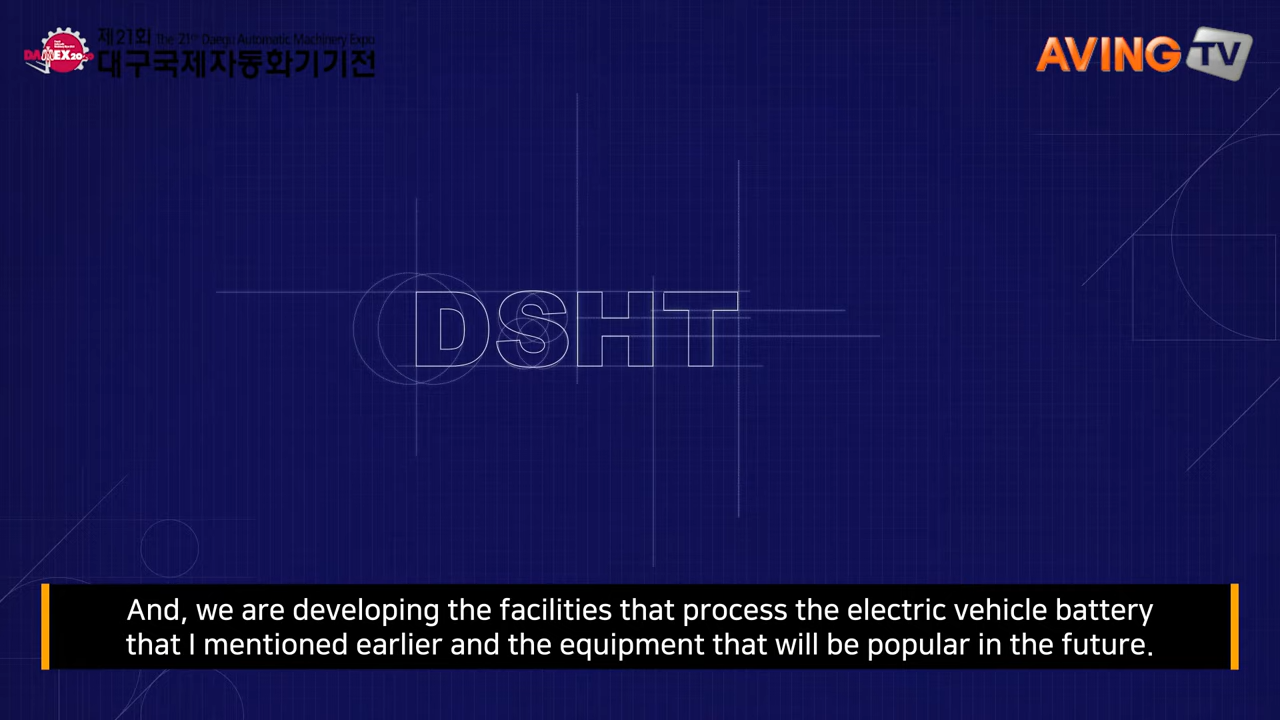 제21회 The 21st Daegu Automatic Machinery Expo
대구국제자동화기기전
AVING TV
DSHT
And, we are developing the facilities that process the electric vehicle battery
that I mentioned earlier and the equipment that will be popular in the future.